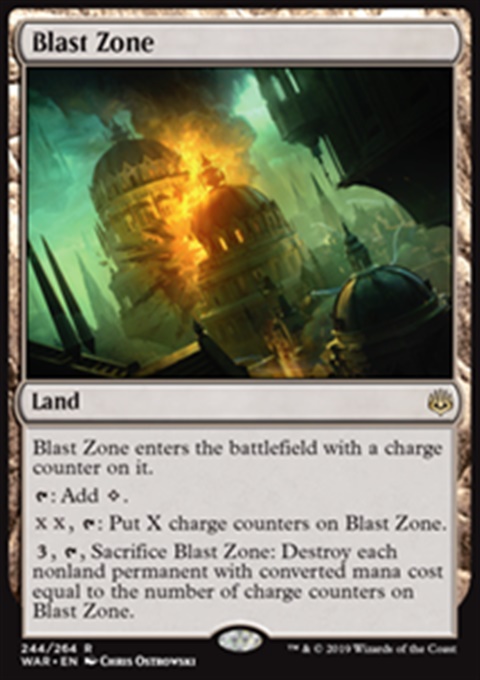 Blast Zone
Land
Blast Zone enters the battlefield with a charge
counter on it.
: Add .
X X, : Put X charge counters on Blast Zone.
3, , Sacrifice Blast Zone: Destroy each
nonland permanent with converted mana cost
equal to the number of charge counters on
Blast Zone.
244/264 R
WAR • EN Chris Ostrowski
™ & © 2019 Wizards of the Coast